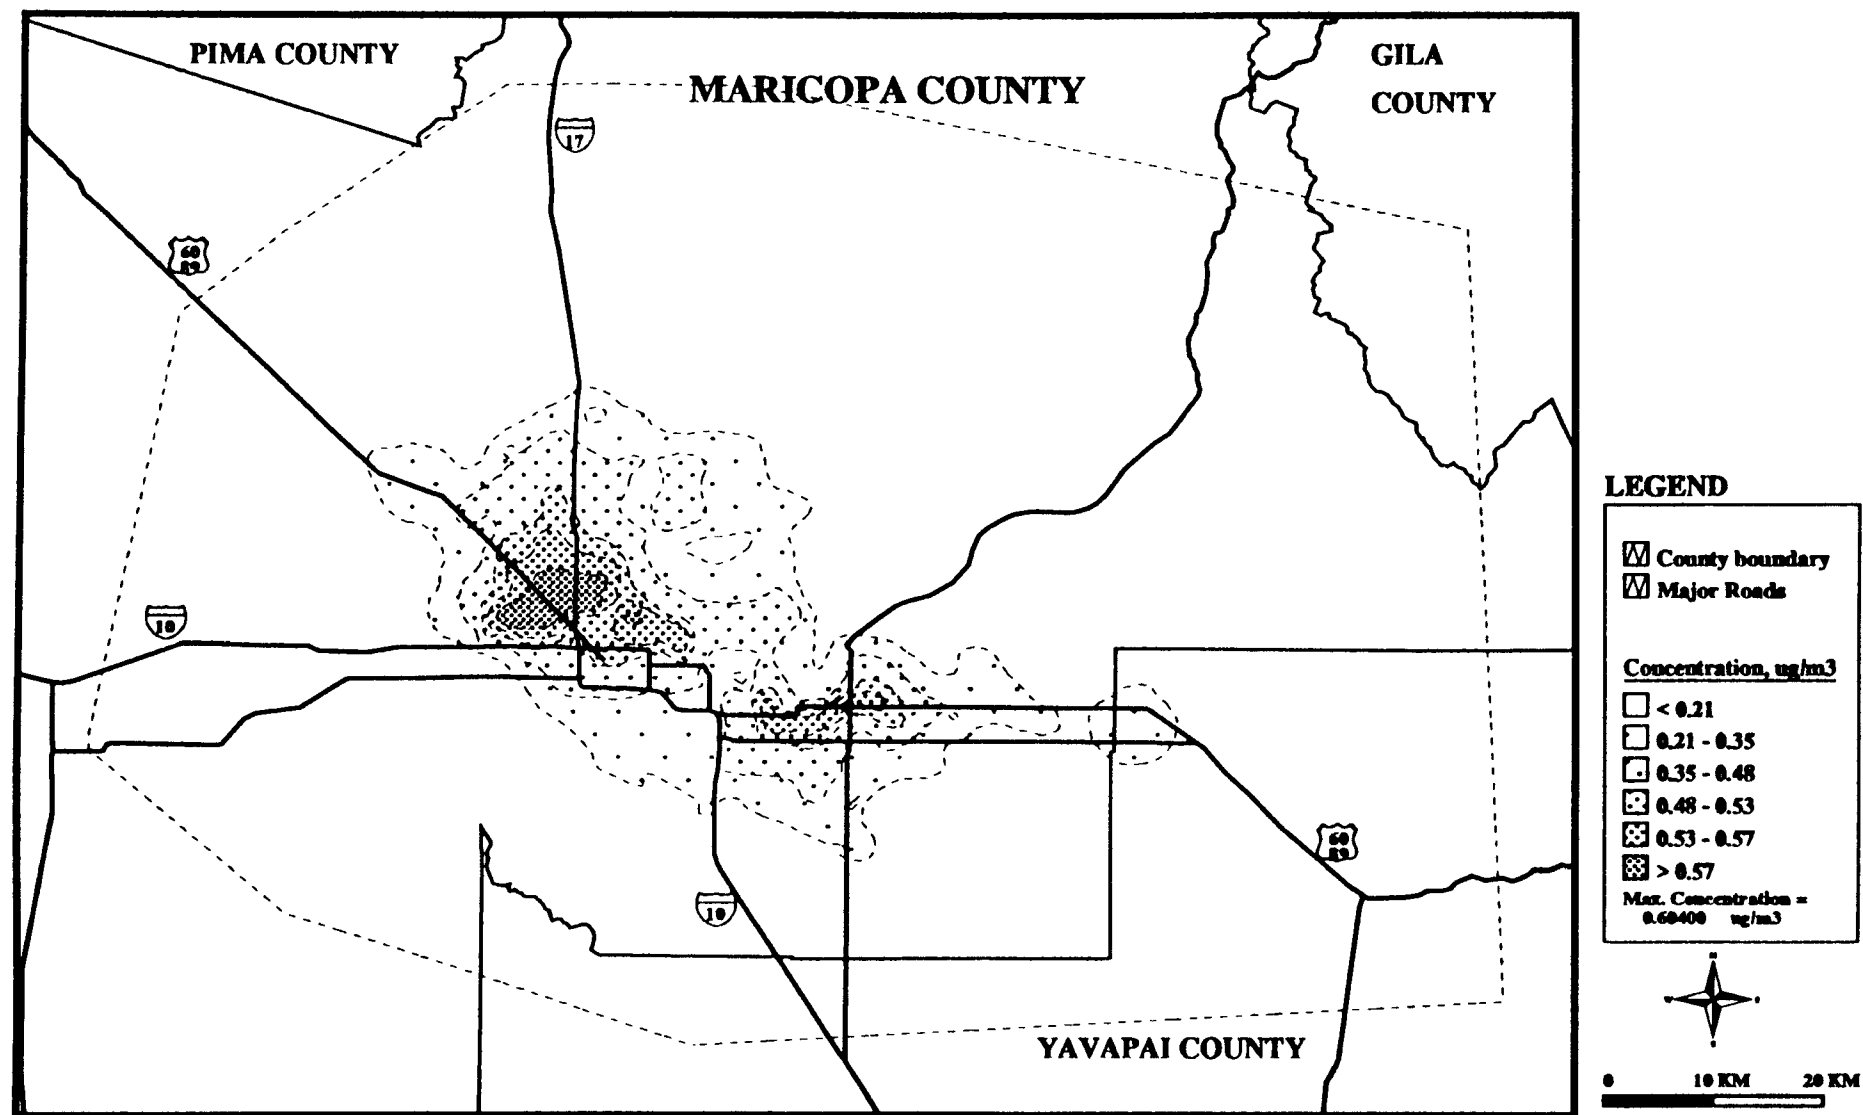 PIMA COUNTY
MARICOPA COUNTY
GILA
COUNTY
17
60
89
10
LEGEND
County boundary
Major Roads
Concentration, ug/m3
< 0.21
0.21 - 0.35
0.35 - 0.48
0.48 - 0.53
0.53 - 0.57
> 0.57
Max. Concentration =
0.60400 ug/m3
60
89
10
YAVAPAI COUNTY
0 10 KM 20 KM